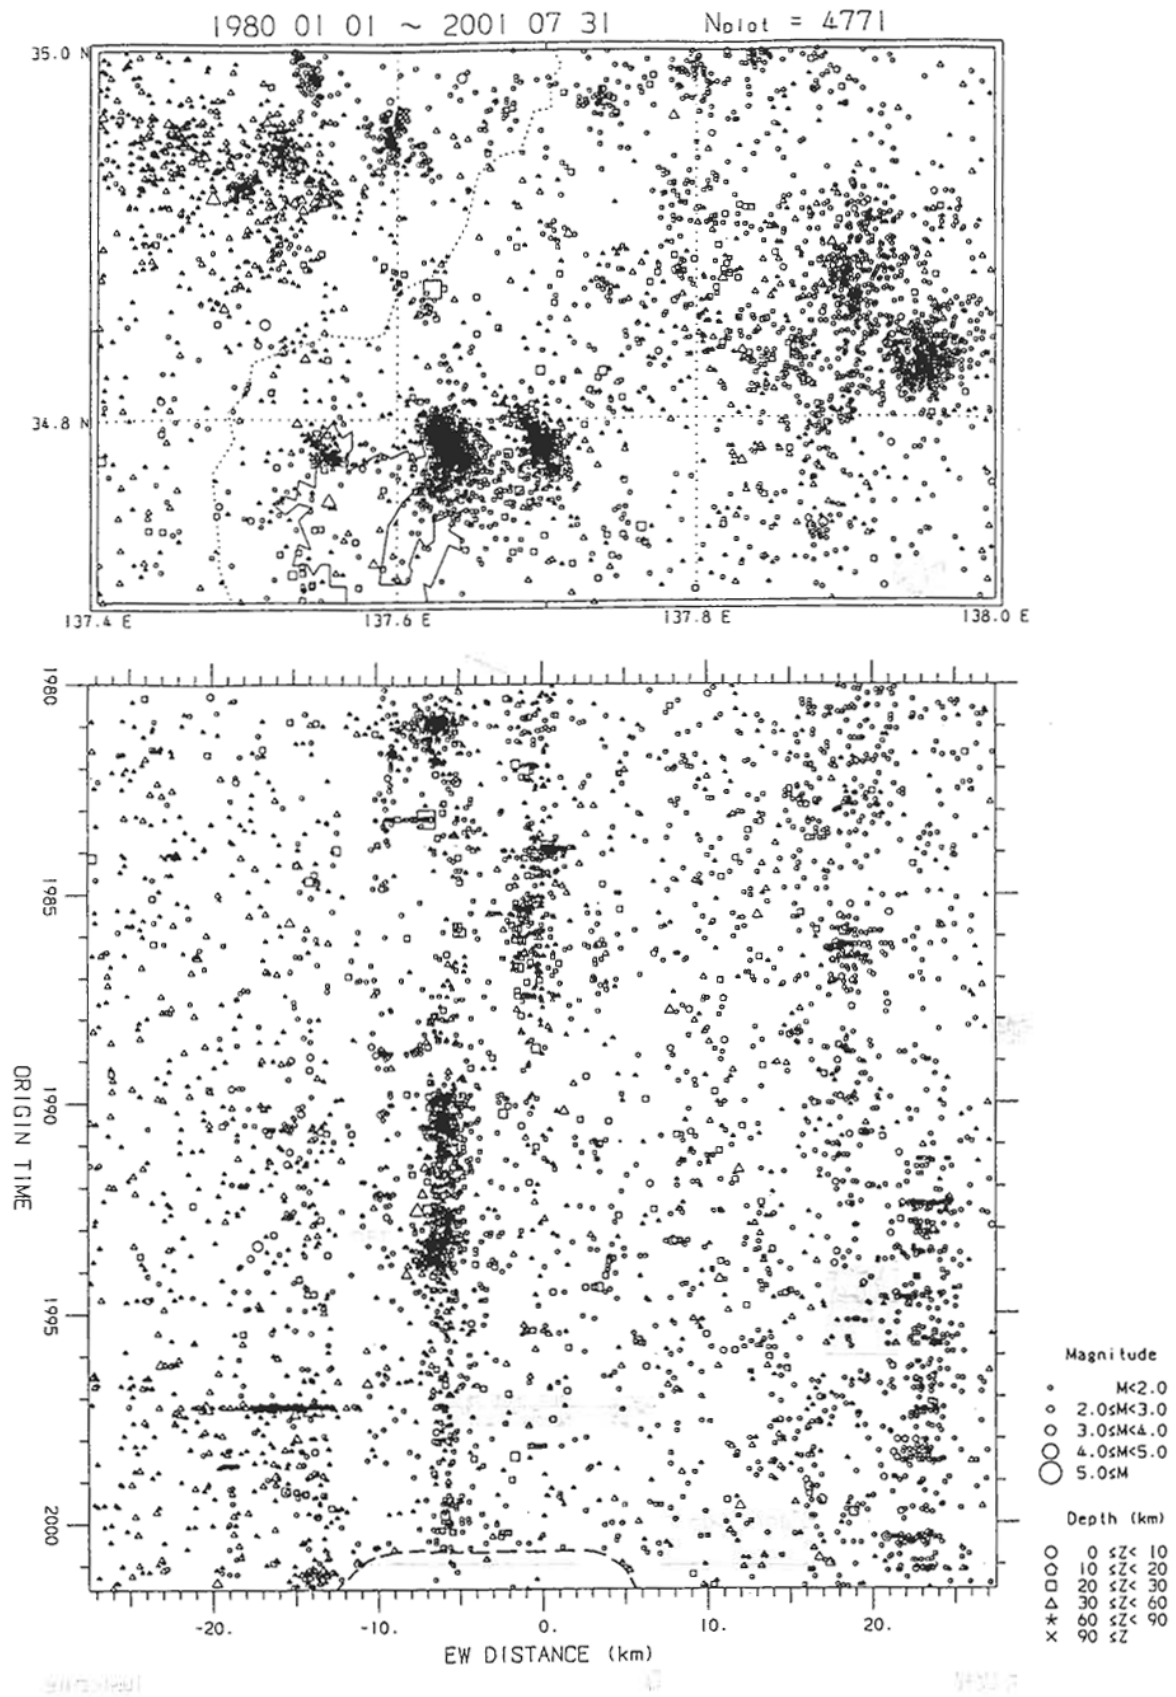 1980 01 01 ~ 2001 07 31 Nplot = 4771
35.0 N
34.8 N
137.4 E 137.6 E 137.8 E 138.0 E
1980
1985
1990
1995
2000
ORIGIN TIME
-20. -10. 0. 10. 20.
EW DISTANCE (km)
Magnitude
M<2.0
2.0≤M<3.0
3.0≤M<4.0
4.0≤M<5.0
5.0≤M
Depth (km)
0 ≤Z< 10
10 ≤Z< 20
20 ≤Z< 30
30 ≤Z< 60
60 ≤Z< 90
90 ≤Z